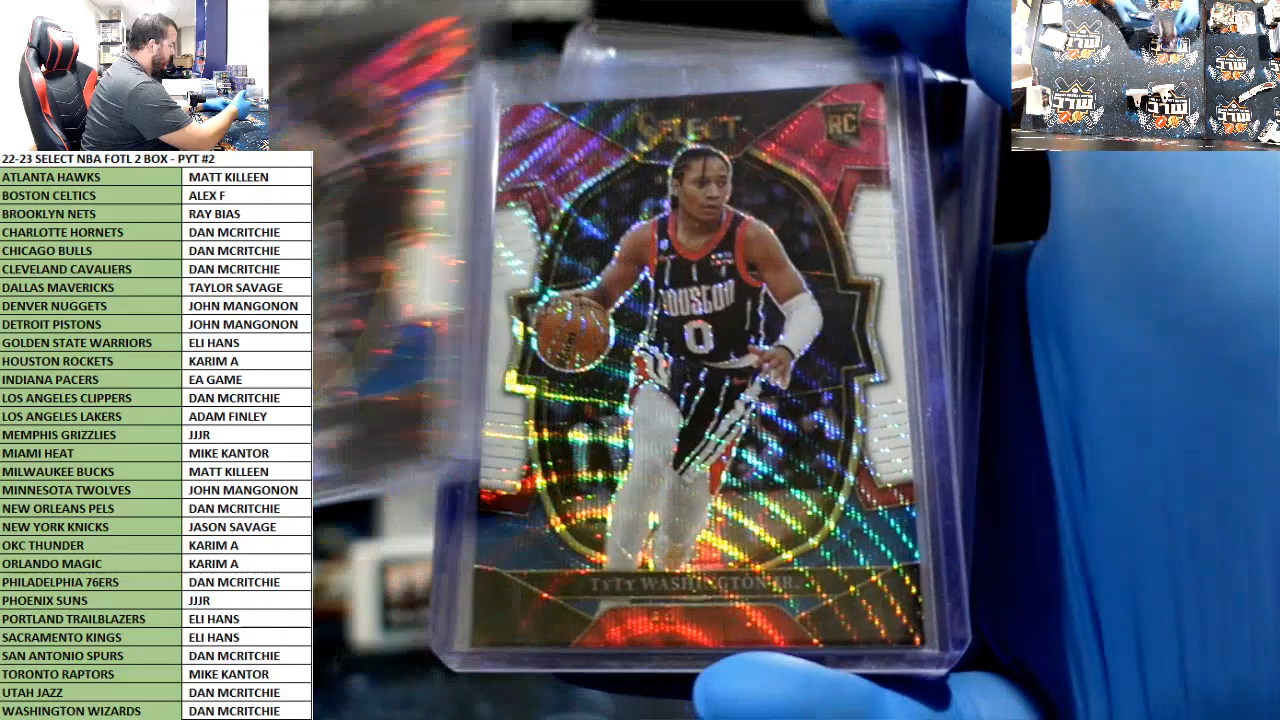 22-23 SELECT NBA FOTL 2 BOX - PYT #2
ATLANTA HAWKS MATT KILLEEN
BOSTON CELTICS ALEX F
BROOKLYN NETS RAY BIAS
CHARLOTTE HORNETS DAN MCRITCHIE
CHICAGO BULLS DAN MCRITCHIE
CLEVELAND CAVALIERS DAN MCRITCHIE
DALLAS MAVERICKS TAYLOR SAVAGE
DENVER NUGGETS JOHN MANGONON
DETROIT PISTONS JOHN MANGONON
GOLDEN STATE WARRIORS ELI HANS
HOUSTON ROCKETS KARIM A
INDIANA PACERS EA GAME
LOS ANGELES CLIPPERS DAN MCRITCHIE
LOS ANGELES LAKERS ADAM FINLEY
MEMPHIS GRIZZLIES JJJR
MIAMI HEAT MIKE KANTOR
MILWAUKEE BUCKS MATT KILLEEN
MINNESOTA TWOLVES JOHN MANGONON
NEW ORLEANS PELS DAN MCRITCHIE
NEW YORK KNICKS JASON SAVAGE
OKC THUNDER KARIM A
ORLANDO MAGIC KARIM A
PHILADELPHIA 76ERS DAN MCRITCHIE
PHOENIX SUNS JJJR
PORTLAND TRAILBLAZERS ELI HANS
SACRAMENTO KINGS ELI HANS
SAN ANTONIO SPURS DAN MCRITCHIE
TORONTO RAPTORS MIKE KANTOR
UTAH JAZZ DAN MCRITCHIE
WASHINGTON WIZARDS DAN MCRITCHIE
SELECT
RC
HOUSTON
0
TYTY WASHINGTON JR.